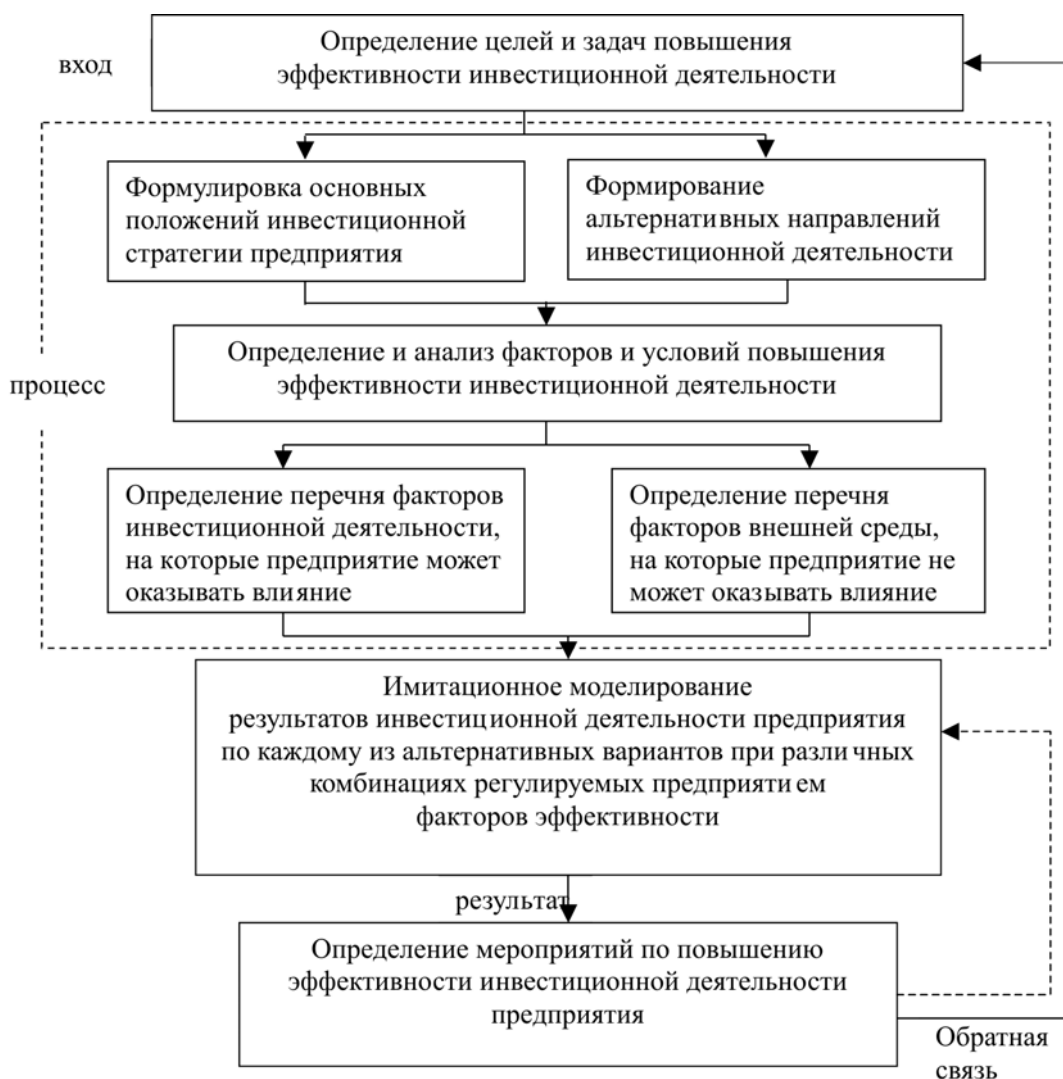 Определение целей и задач повышения
эффективности инвестиционной деятельности
вход
Формулировка основных
положений инвестиционной
стратегии предприятия
Формирование
альтернативных направлений
инвестиционной деятельности
Определение и анализ факторов и условий повышения
эффективности инвестиционной деятельности
процесс
Определение перечня факторов
инвестиционной деятельности,
на которые предприятие может
оказывать влияние
Определение перечня
факторов внешней среды,
на которые предприятие не
может оказывать влияние
Имитационное моделирование
результатов инвестиционной деятельности предприятия
по каждому из альтернативных вариантов при различных
комбинациях регулируемых предприятием
факторов эффективности
результат
Определение мероприятий по повышению
эффективности инвестиционной деятельности
предприятия
Обратная
связь